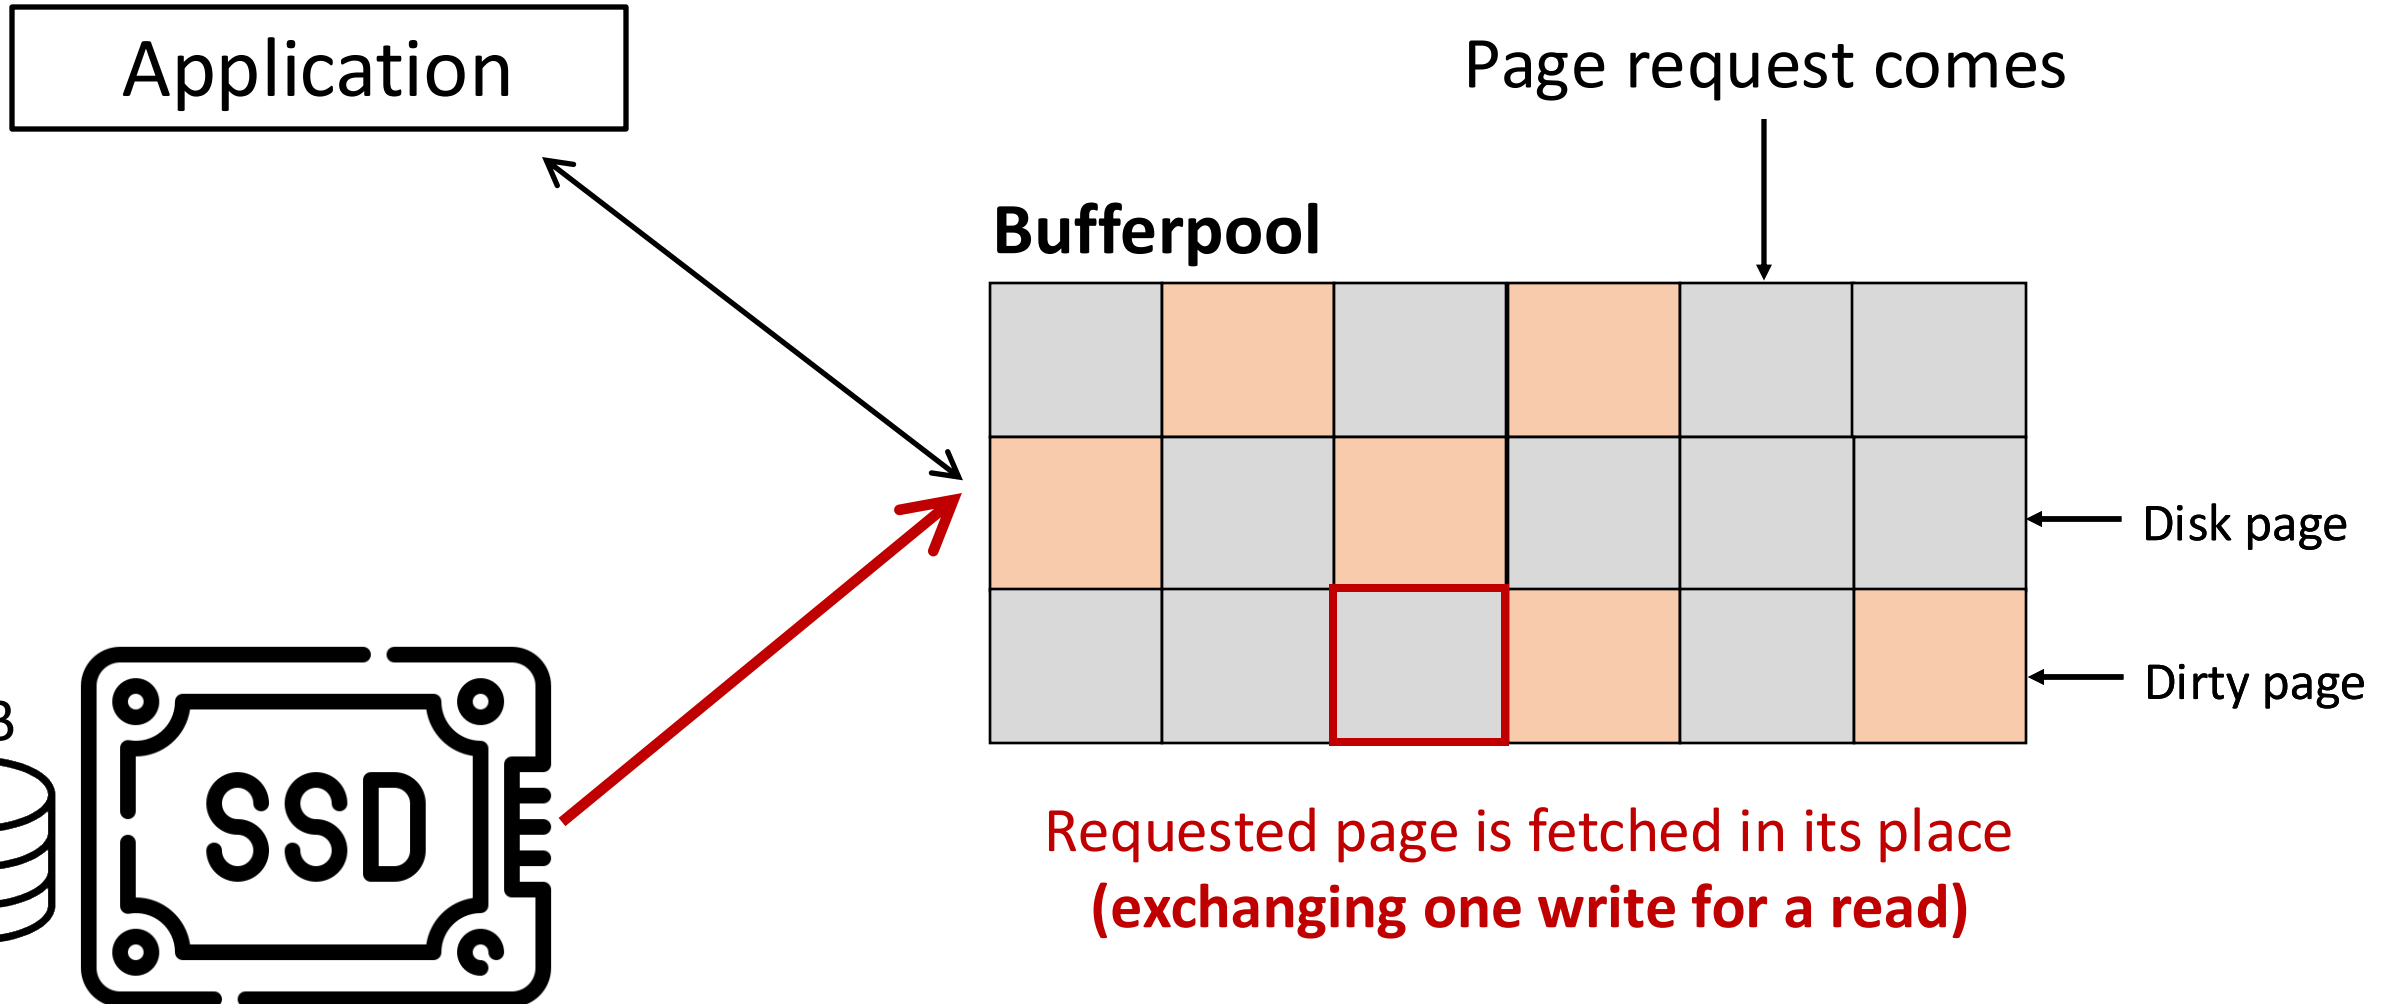 Application
Page request comes
Bufferpool
Disk page
Dirty page
SSD
Requested page is fetched in its place
(exchanging one write for a read)